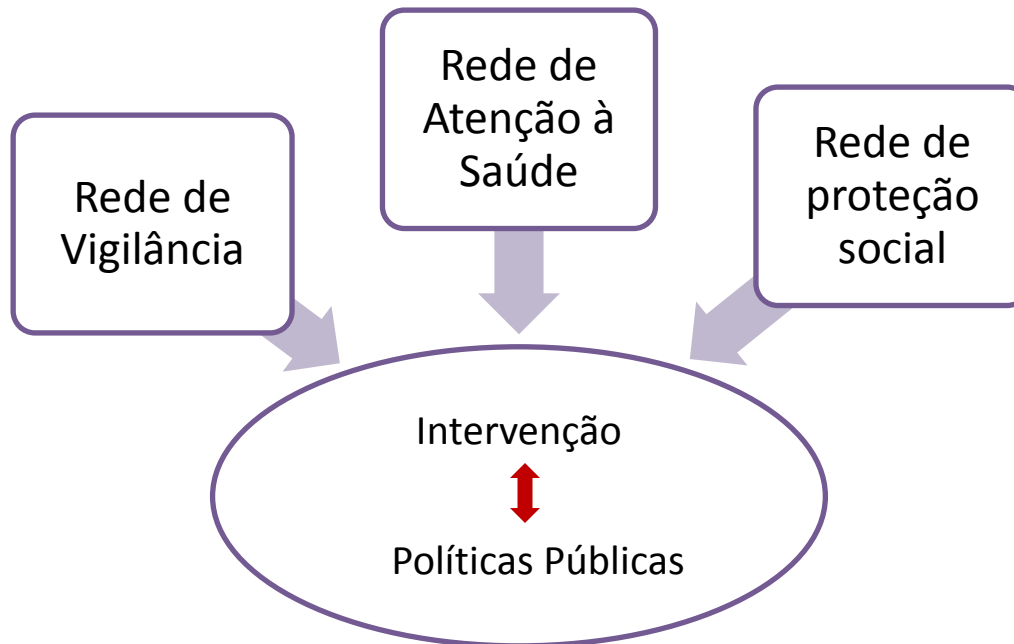 Rede de
Vigilância
Rede de
Atenção à
Saúde
Rede de
proteção
social
Intervenção
Políticas Públicas